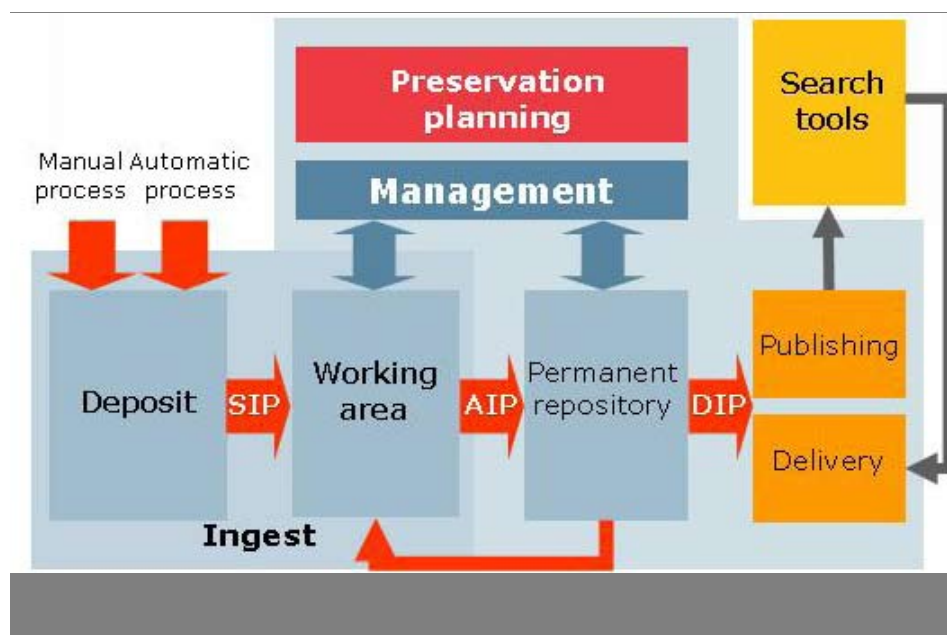 Preservation
planning
Search
tools
Manual Automatic
process process
Management
Deposit
SIP
Working
area
AIP
Permanent
repository
DIP
Publishing
Delivery
Ingest